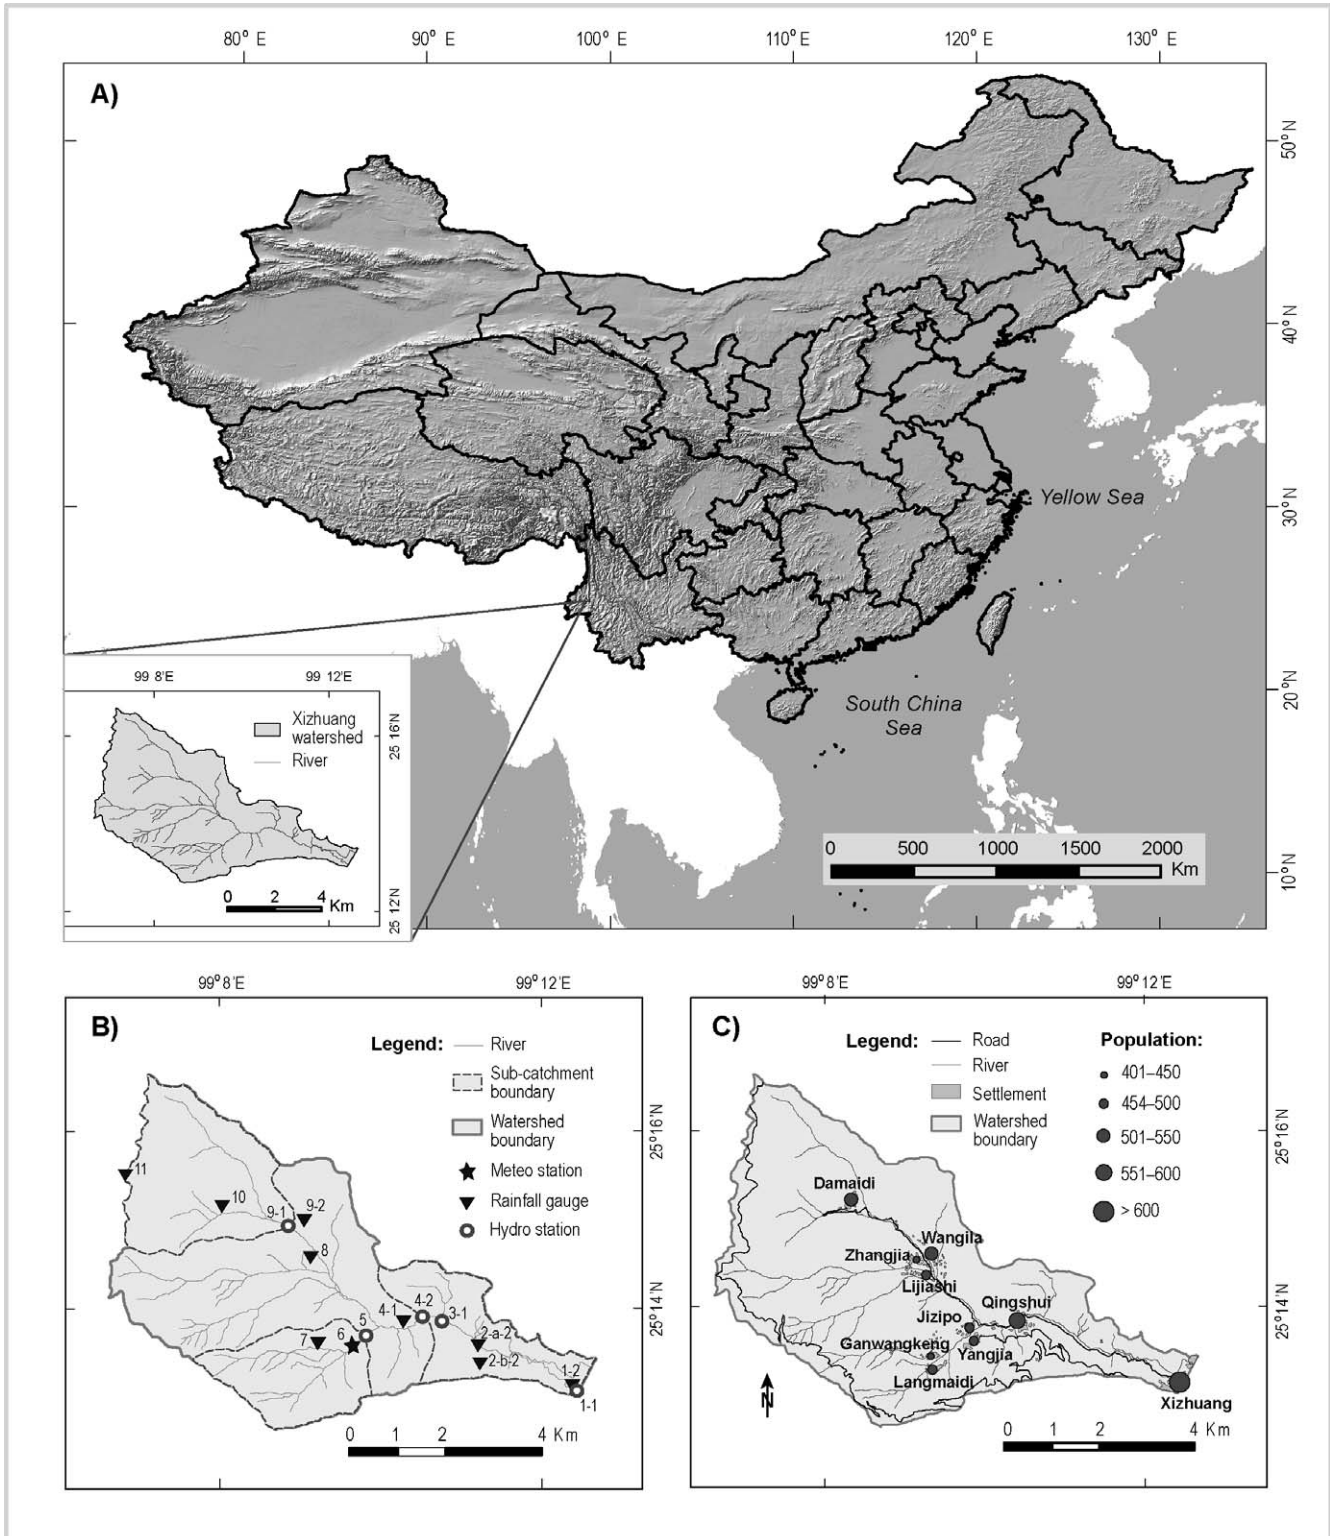 80° E 90° E 100° E 110° E 120° E 130° E
A)
50°N
40°N
30°N
20°N
10°N
Yellow Sea
South China
Sea
0 500 1000 1500 2000
Km
99 8'E 99 12'E
Xizhuang
watershed
River
25 16'N
25 12'N
0 2 4 Km
99° 8'E 99° 12'E
B)
Legend:
River
Sub-catchment
boundary
Watershed
boundary
Meteo station
Rainfall gauge
Hydro station
25°16'N
25°14'N
11
10
9-1
9-2
8
7
6
5
4-1
4-2
3-1
2-a-2
2-b-2
1-2
1-1
0 1 2 4 Km
99° 8'E 99° 12'E
C)
Legend:
Road
River
Settlement
Watershed
boundary
Population:
401–450
454–500
501–550
551–600
> 600
25°16'N
25°14'N
Damaidi
Wangila
Zhangjia
Lijiashi
Qingshui
Jizipo
Ganwangkeng
Yangjia
Langmaidi
Xizhuang
N
0 1 2 4 Km